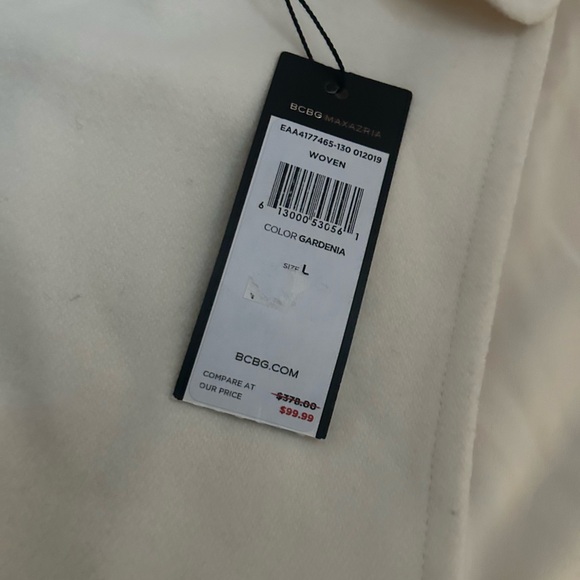 BCBGMAXAZRIA
EAA4177465-130 012019
WOVEN
6 13000 53056 1
COLOR GARDENIA
SIZE L
BCBG.COM
COMPARE AT $378.00
OUR PRICE $99.99